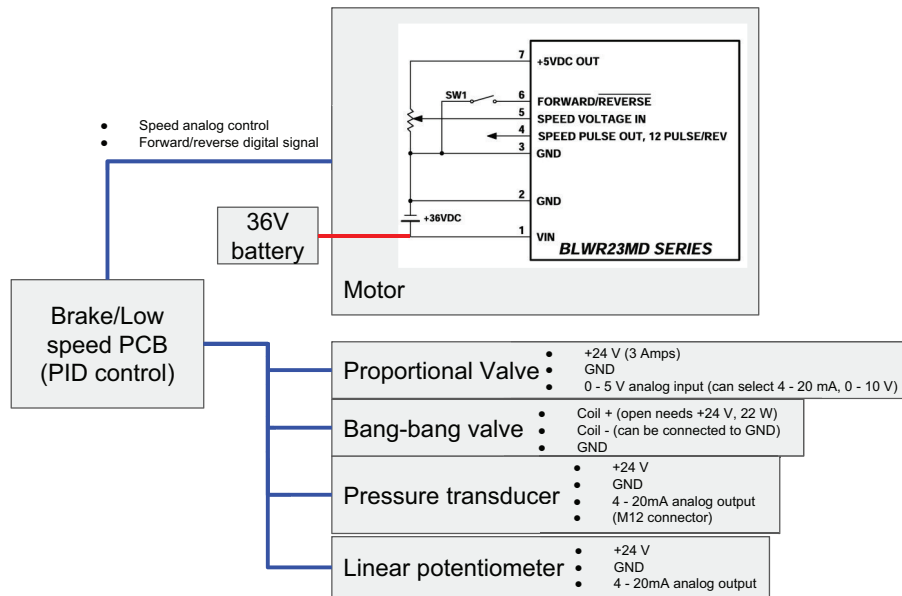 7 +5VDC OUT
SW1
6 FORWARD/REVERSE
5 SPEED VOLTAGE IN
4 SPEED PULSE OUT, 12 PULSE/REV
3 GND
2 GND
+36VDC
1 VIN
BLWR23MD SERIES
Motor
● Speed analog control
● Forward/reverse digital signal
36V
battery
Brake/Low
speed PCB
(PID control)
Proportional Valve
● +24 V (3 Amps)
● GND
● 0 - 5 V analog input (can select 4 - 20 mA, 0 - 10 V)
Bang-bang valve
● Coil + (open needs +24 V, 22 W)
● Coil - (can be connected to GND)
● GND
Pressure transducer
● +24 V
● GND
● 4 - 20mA analog output
● (M12 connector)
Linear potentiometer
● +24 V
● GND
● 4 - 20mA analog output